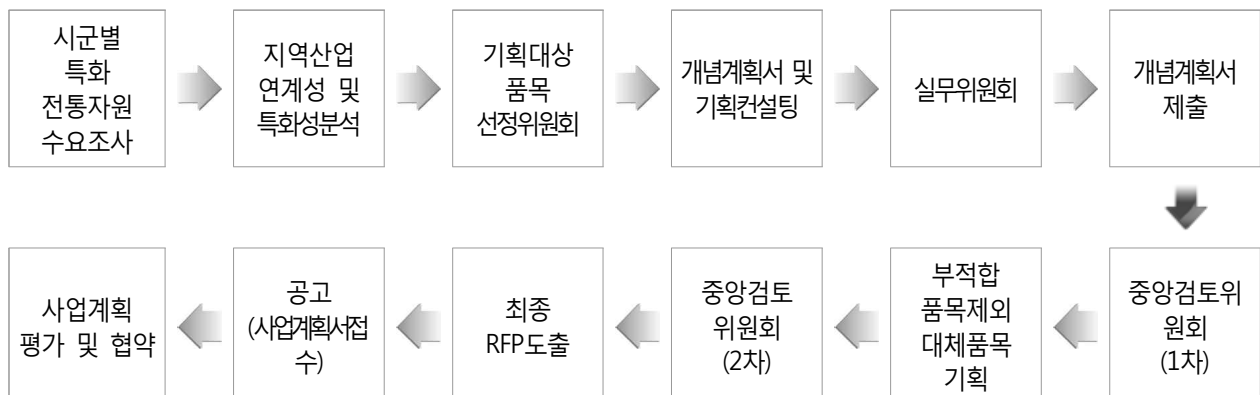 시군별
특화
전통자원
수요조사
지역산업
연계성 및
특화성분석
기획대상
품목
선정위원회
개념계획서 및
기획컨설팅
실무위원회
개념계획서
제출
중앙검토위
원회
(1차)
부적합
품목제외
대체품목
기획
중앙검토
위원회
(2차)
최종
RFP도출
공고
(사업계획서접
수)
사업계획
평가 및 협약